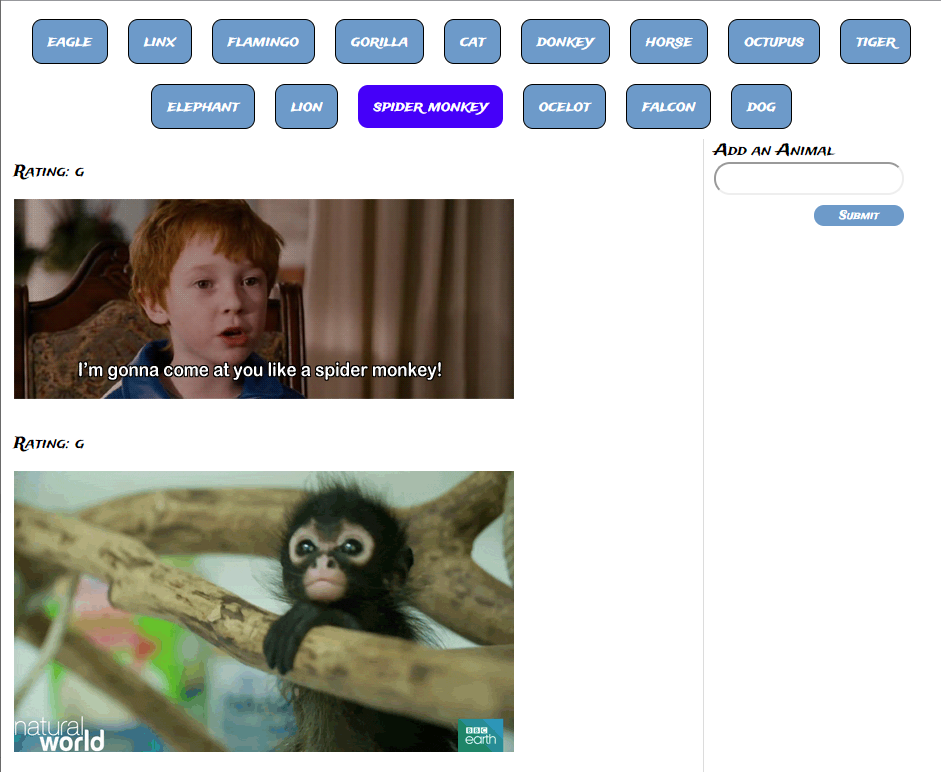 EAGLE LINX FLAMINGO GORILLA CAT DONKEY HORSE OCTUPUS TIGER
ELEPHANT LION SPIDER MONKEY OCELOT FALCON DOG
Add an Animal
Submit
Rating: g
I'm gonna come at you like a spider monkey!
Rating: g
natural
world
BBC
earth